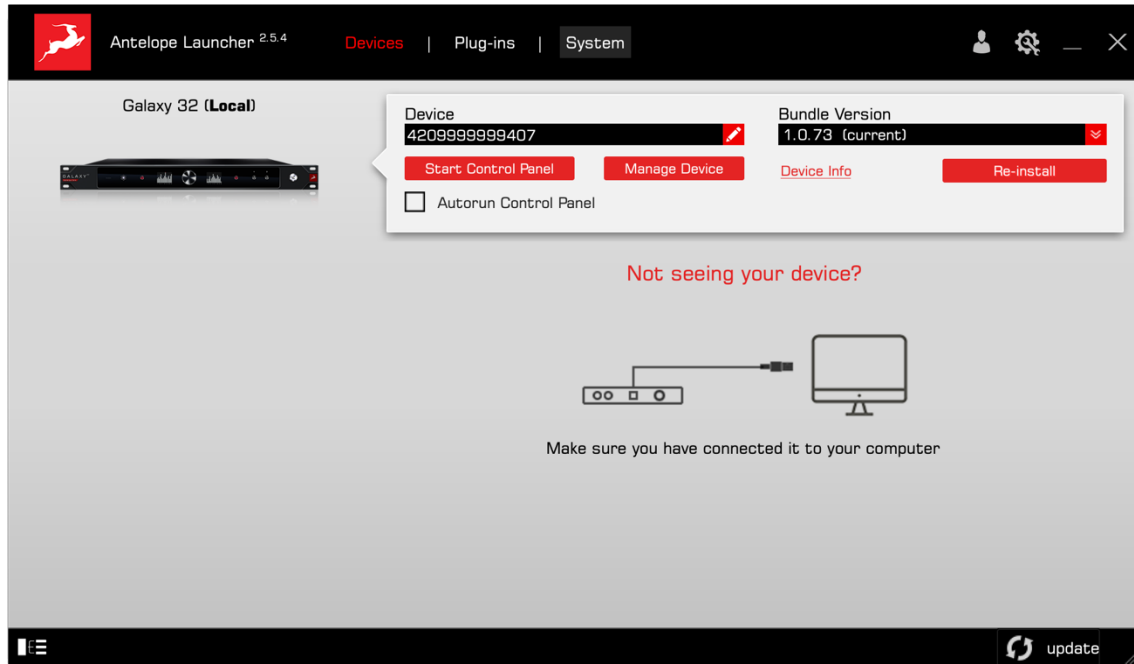 Antelope Launcher 2.5.4
Devices | Plug-ins | System
Galaxy 32 (Local)
Device
4209999999407
Bundle Version
1.0.73 (current)
Start Control Panel
Manage Device
Device Info
Re-install
Autorun Control Panel
GALAXY
Not seeing your device?
Make sure you have connected it to your computer
update